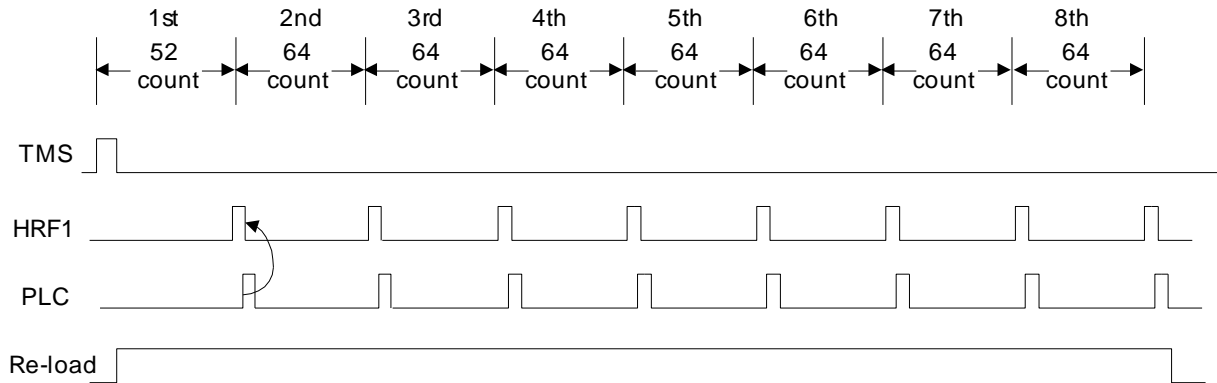 1st 2nd 3rd 4th 5th 6th 7th 8th
52 64 64 64 64 64 64 64
count count count count count count count count
TMS
HRF1
PLC
Re-load